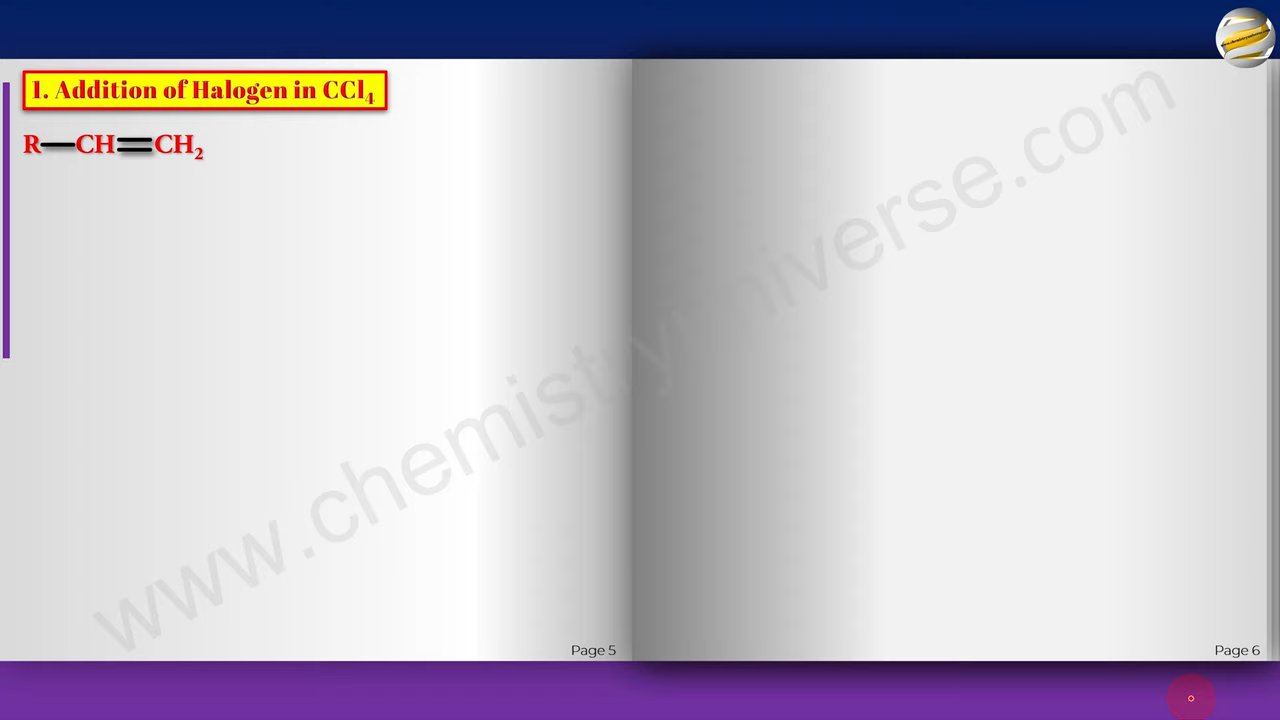 1. Addition of Halogen in CCl₄
R—CH=CH₂
www.chemistryuniverse.com
Page 5
Page 6